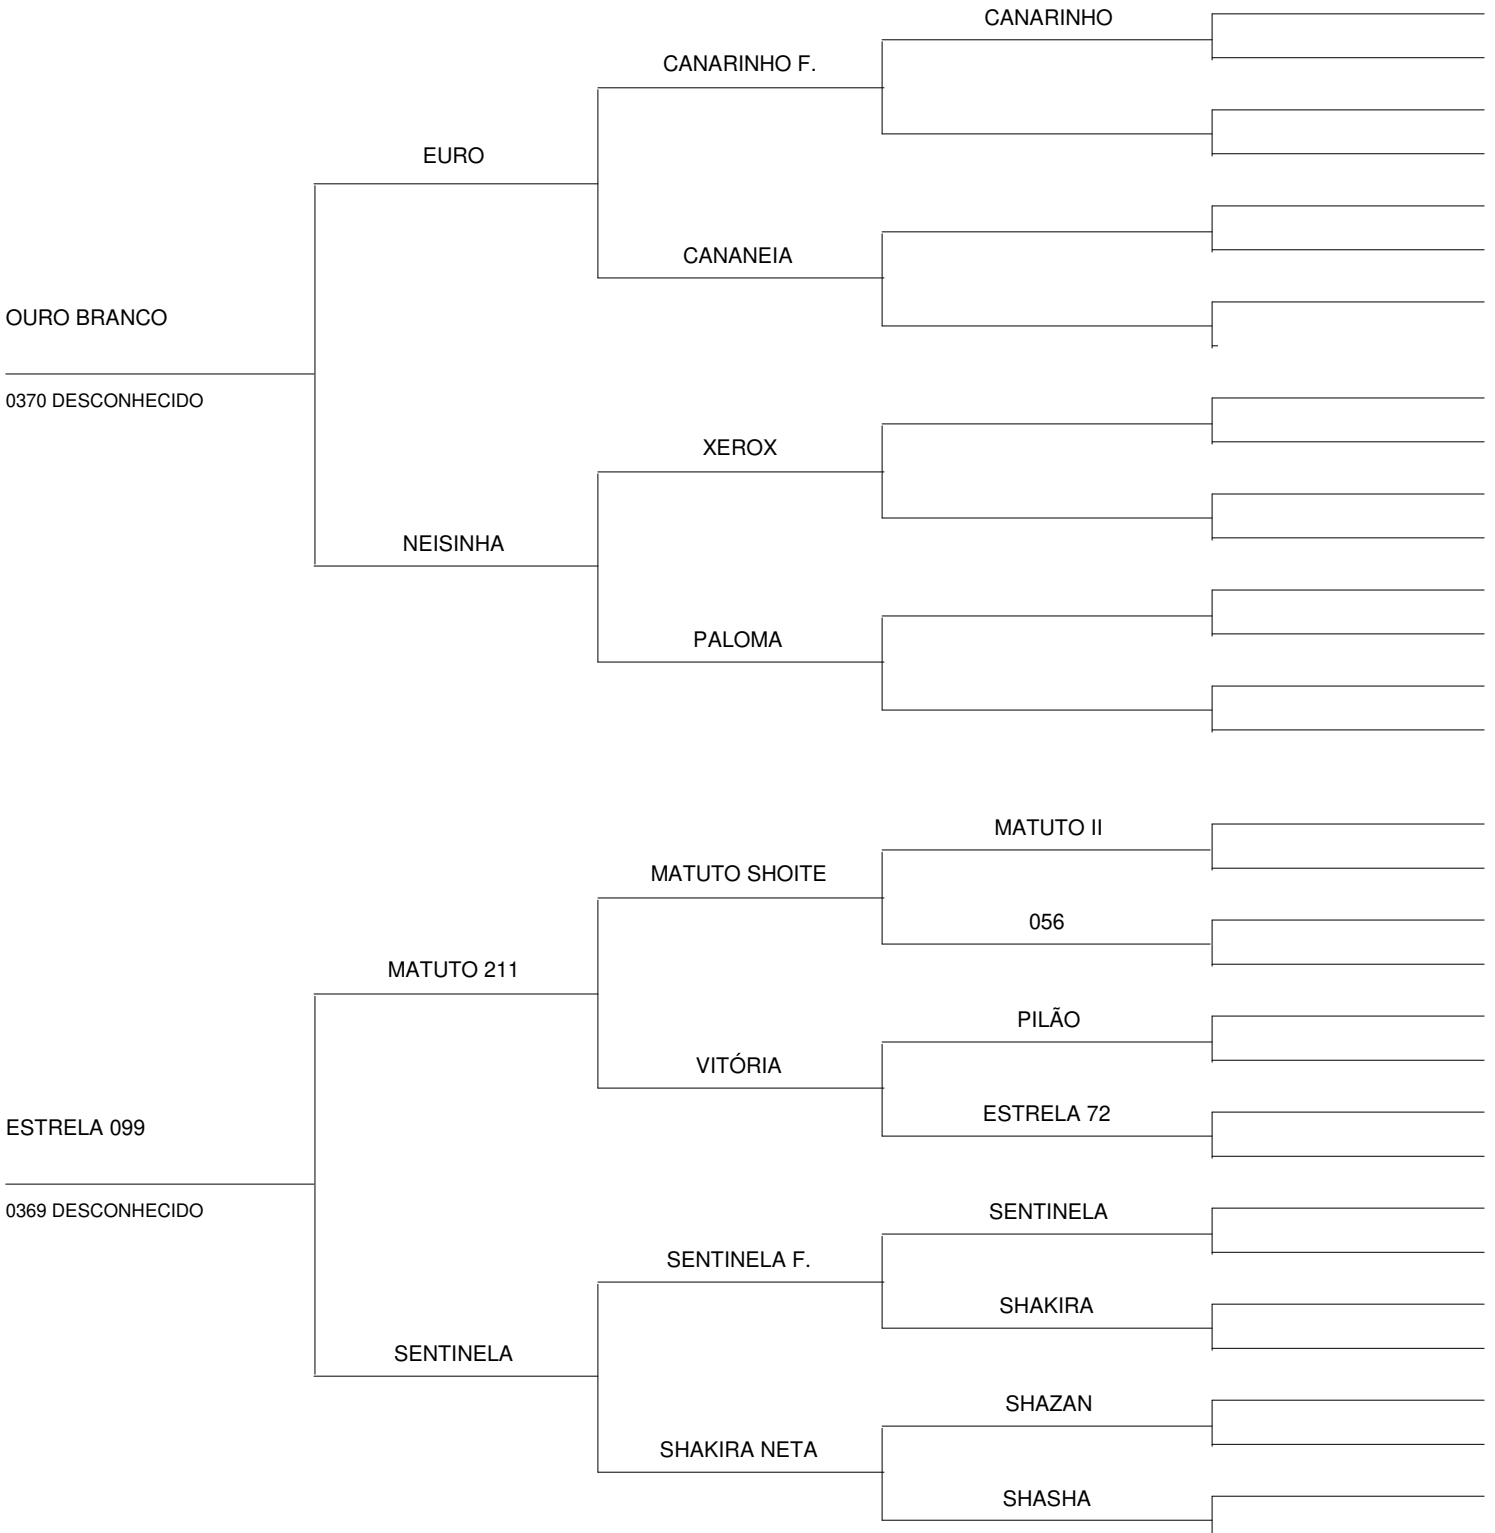 CANARINHO
CANARINHO F.
EURO
CANANEIA
OURO BRANCO
0370 DESCONHECIDO
XEROX
NEISINHA
PALOMA
MATUTO II
MATUTO SHOITE
056
MATUTO 211
PILÃO
VITÓRIA
ESTRELA 72
ESTRELA 099
0369 DESCONHECIDO
SENTINELA
SENTINELA F.
SHAKIRA
SENTINELA
SHAZAN
SHAKIRA NETA
SHASHA